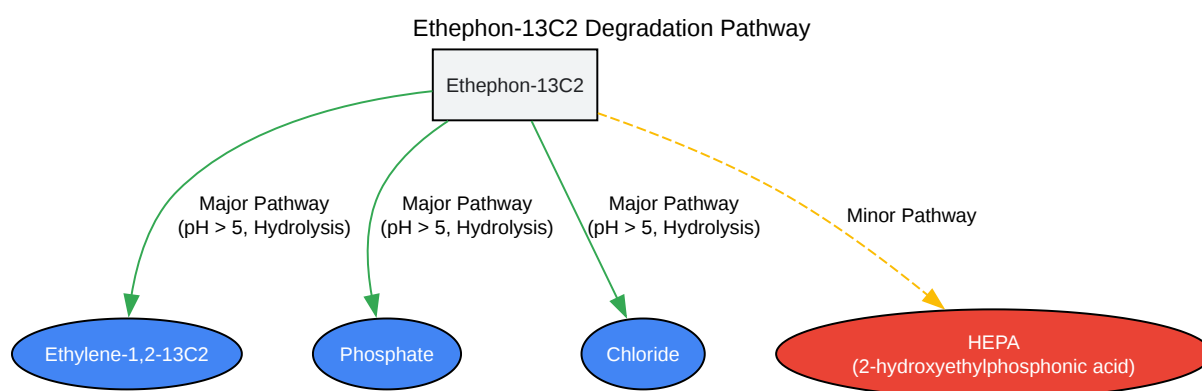 Ethephon-13C2 Degradation Pathway
Ethephon-13C2
Major Pathway
(pH > 5, Hydrolysis)
Major Pathway
(pH > 5, Hydrolysis)
Major Pathway
(pH > 5, Hydrolysis)
Minor Pathway
Ethylene-1,2-13C2
Phosphate
Chloride
HEPA
(2-hydroxyethylphosphonic acid)